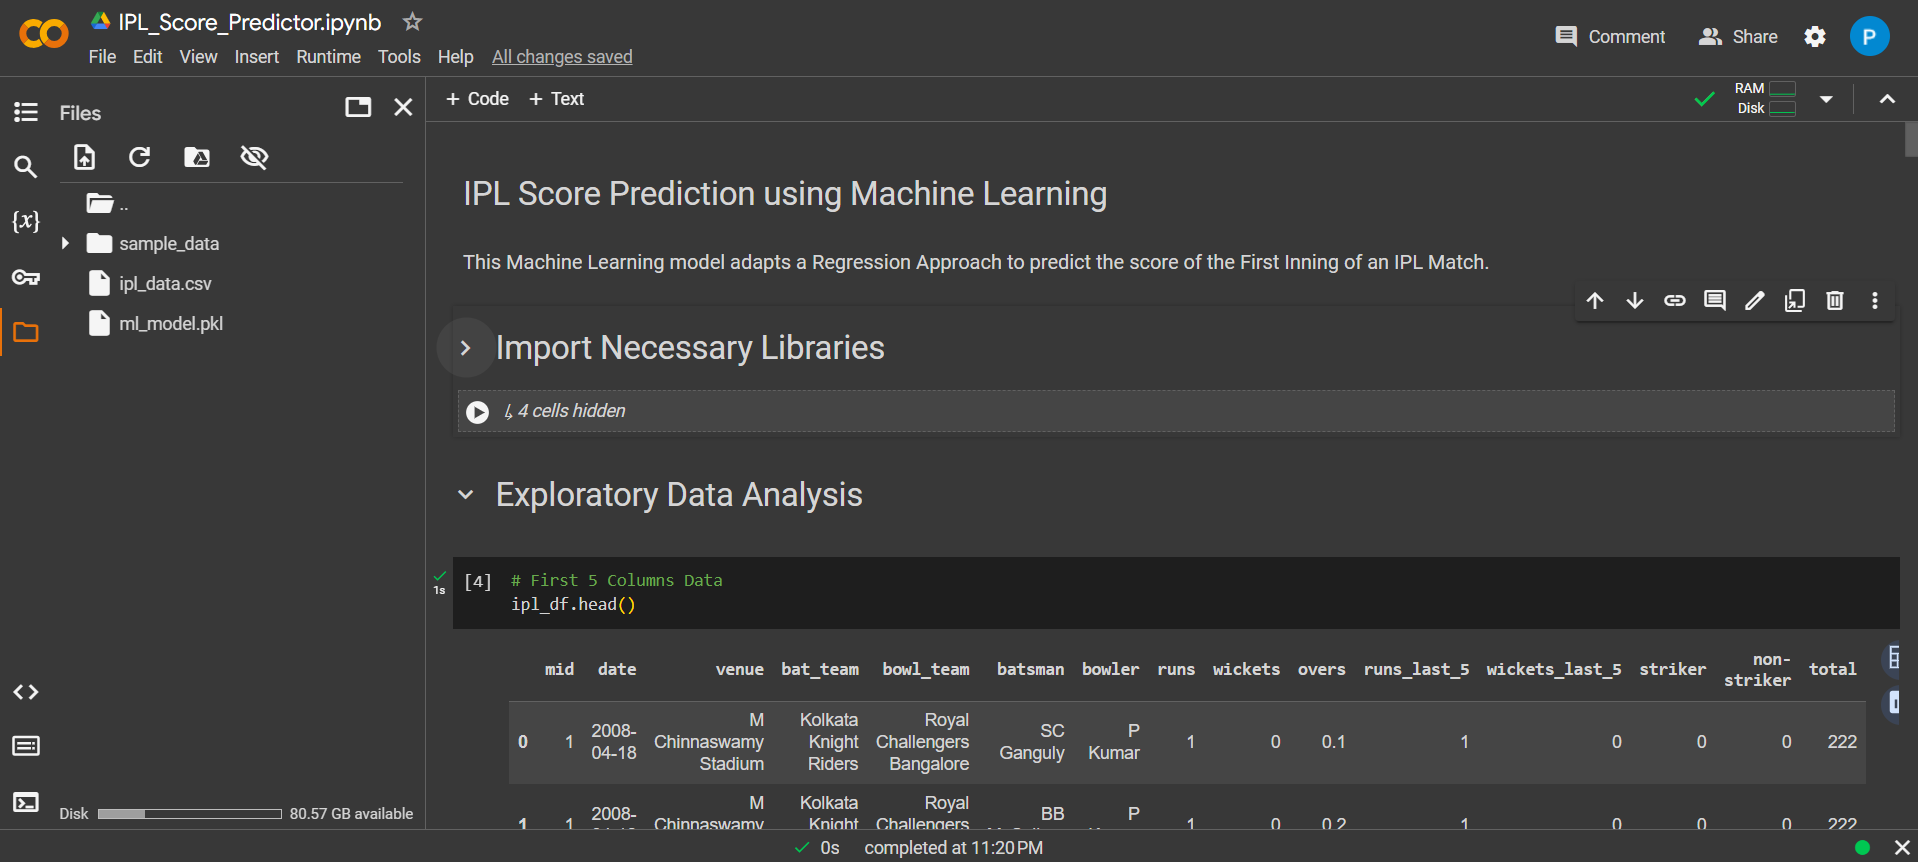 IPL_Score_Predictor.ipynb
File Edit View Insert Runtime Tools Help All changes saved
Comment Share P
Files
+ Code + Text
RAM
Disk
{x}
..
sample_data
ipl_data.csv
ml_model.pkl
IPL Score Prediction using Machine Learning
This Machine Learning model adapts a Regression Approach to predict the score of the First Inning of an IPL Match.
Import Necessary Libraries
↳ 4 cells hidden
Exploratory Data Analysis
1s
[4] # First 5 Columns Data
ipl_df.head()
mid date venue bat_team bowl_team batsman bowler runs wickets overs runs_last_5 wickets_last_5 striker non-striker total
0 1 2008-04-18 M Chinnaswamy Stadium Kolkata Knight Riders Royal Challengers Bangalore SC Ganguly P Kumar 1 0 0.1 1 0 0 0 222
1 1 2008- M Chinnaswamy Kolkata Knight Royal Challengers BB P 1 0 0.2 1 0 0 0 222
Disk 80.57 GB available
0s completed at 11:20 PM